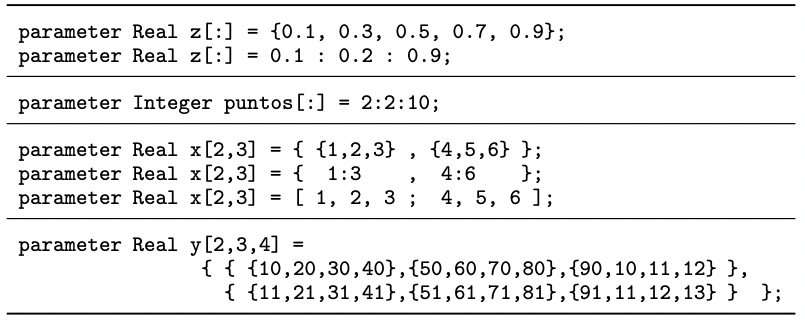 parameter Real z[:] = {0.1, 0.3, 0.5, 0.7, 0.9};
parameter Real z[:] = 0.1 : 0.2 : 0.9;
parameter Integer puntos[:] = 2:2:10;
parameter Real x[2,3] = { {1,2,3} , {4,5,6} };
parameter Real x[2,3] = {  1:3    ,  4:6    };
parameter Real x[2,3] = [ 1, 2, 3 ;  4, 5, 6 ];
parameter Real y[2,3,4] =
{ { {10,20,30,40},{50,60,70,80},{90,10,11,12} },
{ {11,21,31,41},{51,61,71,81},{91,11,12,13} }  };